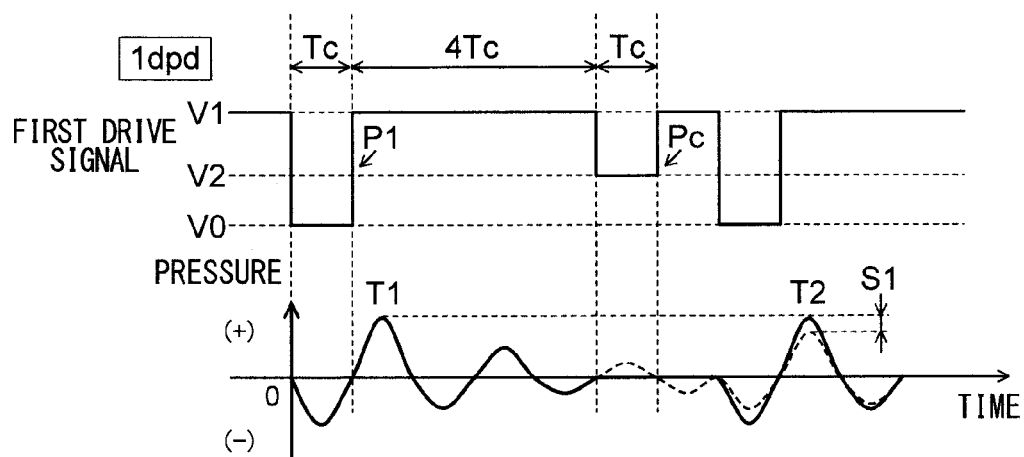 1dpd
Tc 4Tc Tc
V1
FIRST DRIVE
SIGNAL
P1
Pc
V2
V0
PRESSURE
T1
T2
S1
(+)
0
TIME
(-)